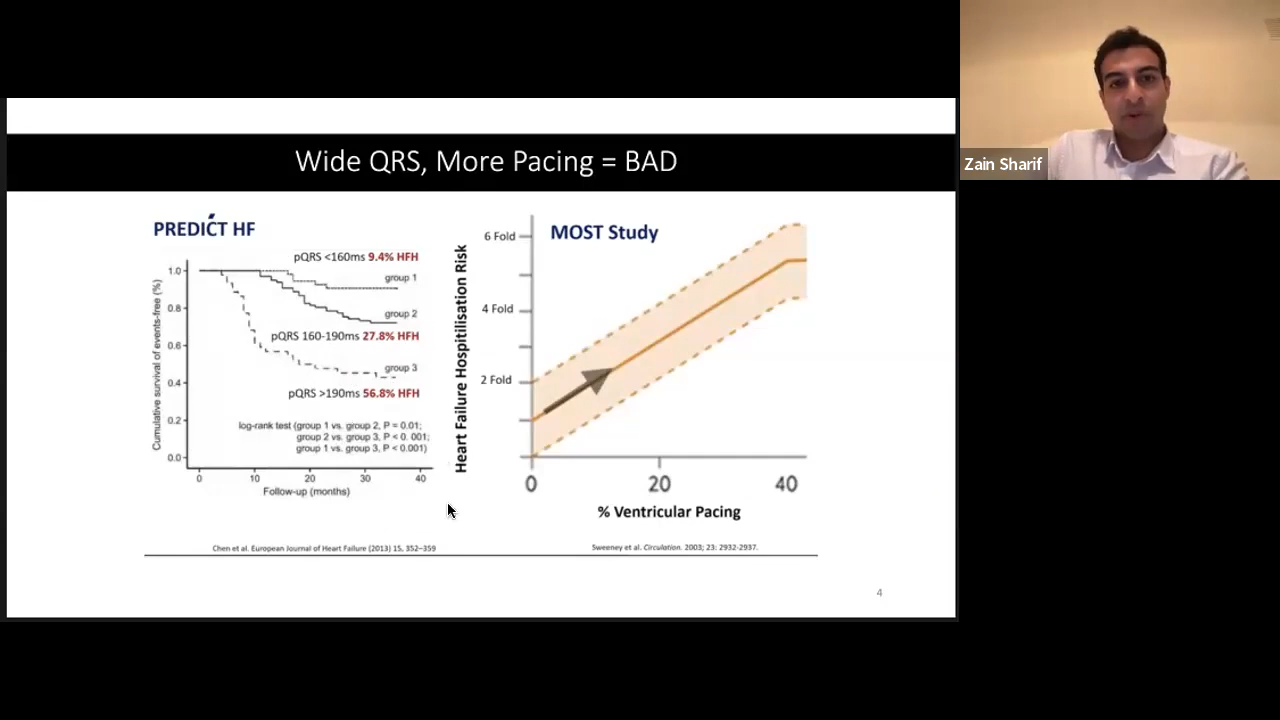 Wide QRS, More Pacing = BAD
PREDICT HF
pQRS <160ms 9.4% HFH
group 1
group 2
pQRS 160-190ms 27.8% HFH
group 3
pQRS >190ms 56.8% HFH
log-rank test (group 1 vs. group 2, P = 0.01;
group 2 vs. group 3, P < 0. 001;
group 1 vs. group 3, P < 0.001)
Cumulative survival of events-free (%)
1.0
0.8
0.6
0.4
0.2
0.0
0 10 20 30 40
Follow-up (months)
Chen et al. European Journal of Heart Failure (2013) 15, 352–359
MOST Study
Heart Failure Hospitilisation Risk
6 Fold
4 Fold
2 Fold
0 20 40
% Ventricular Pacing
Sweeney et al. Circulation. 2003; 23: 2932-2937.
4
Zain Sharif